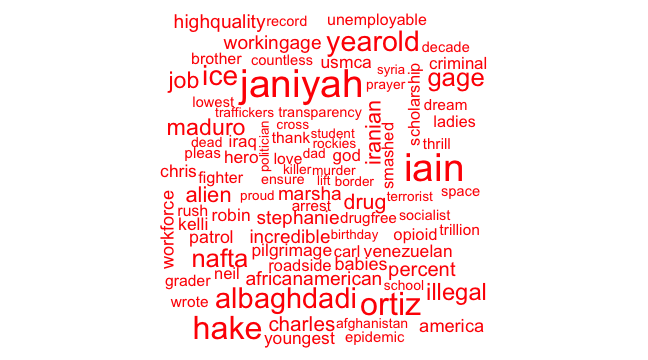 highquality record unemployable
workingage yearold decade
brother countless usmca criminal
job ice janiyah syria gage
prayer
lowest scholarship dream
traffickers transparency
maduro cross iranian ladies
dead iraq politician thank student rockies smashed thrill
pleas hero love dad god iain
chris fighter killer murder
ensure lift border
alien proud marsha drug terrorist space
workforce rush robin arrest
kelli stephanie drugfree socialist
patrol incredible birthday opioid trillion
nafta pilgrimage carl venezuelan
roadside babies percent
grader neil africanamerican school
wrote albaghdadi ortiz illegal
hake charles afghanistan america
youngest epidemic